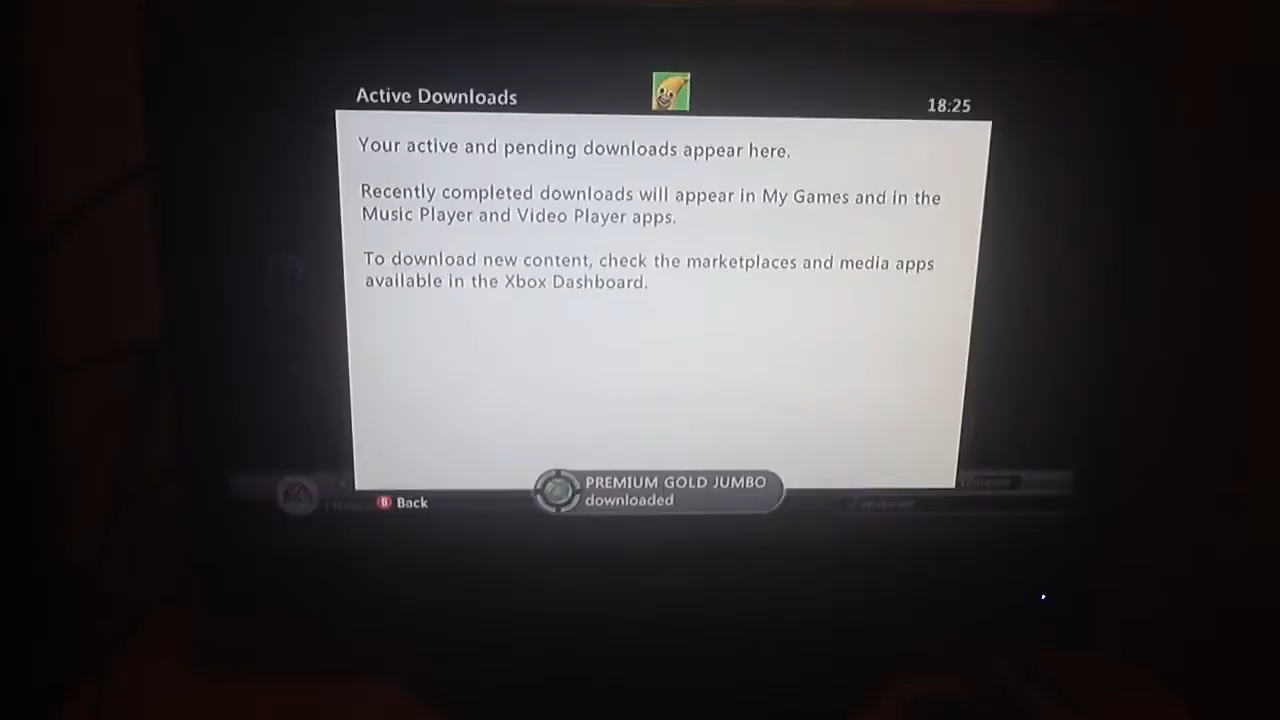 Active Downloads
18:25
Your active and pending downloads appear here.
Recently completed downloads will appear in My Games and in the
Music Player and Video Player apps.
To download new content, check the marketplaces and media apps
available in the Xbox Dashboard.
PREMIUM GOLD JUMBO
downloaded
B Back